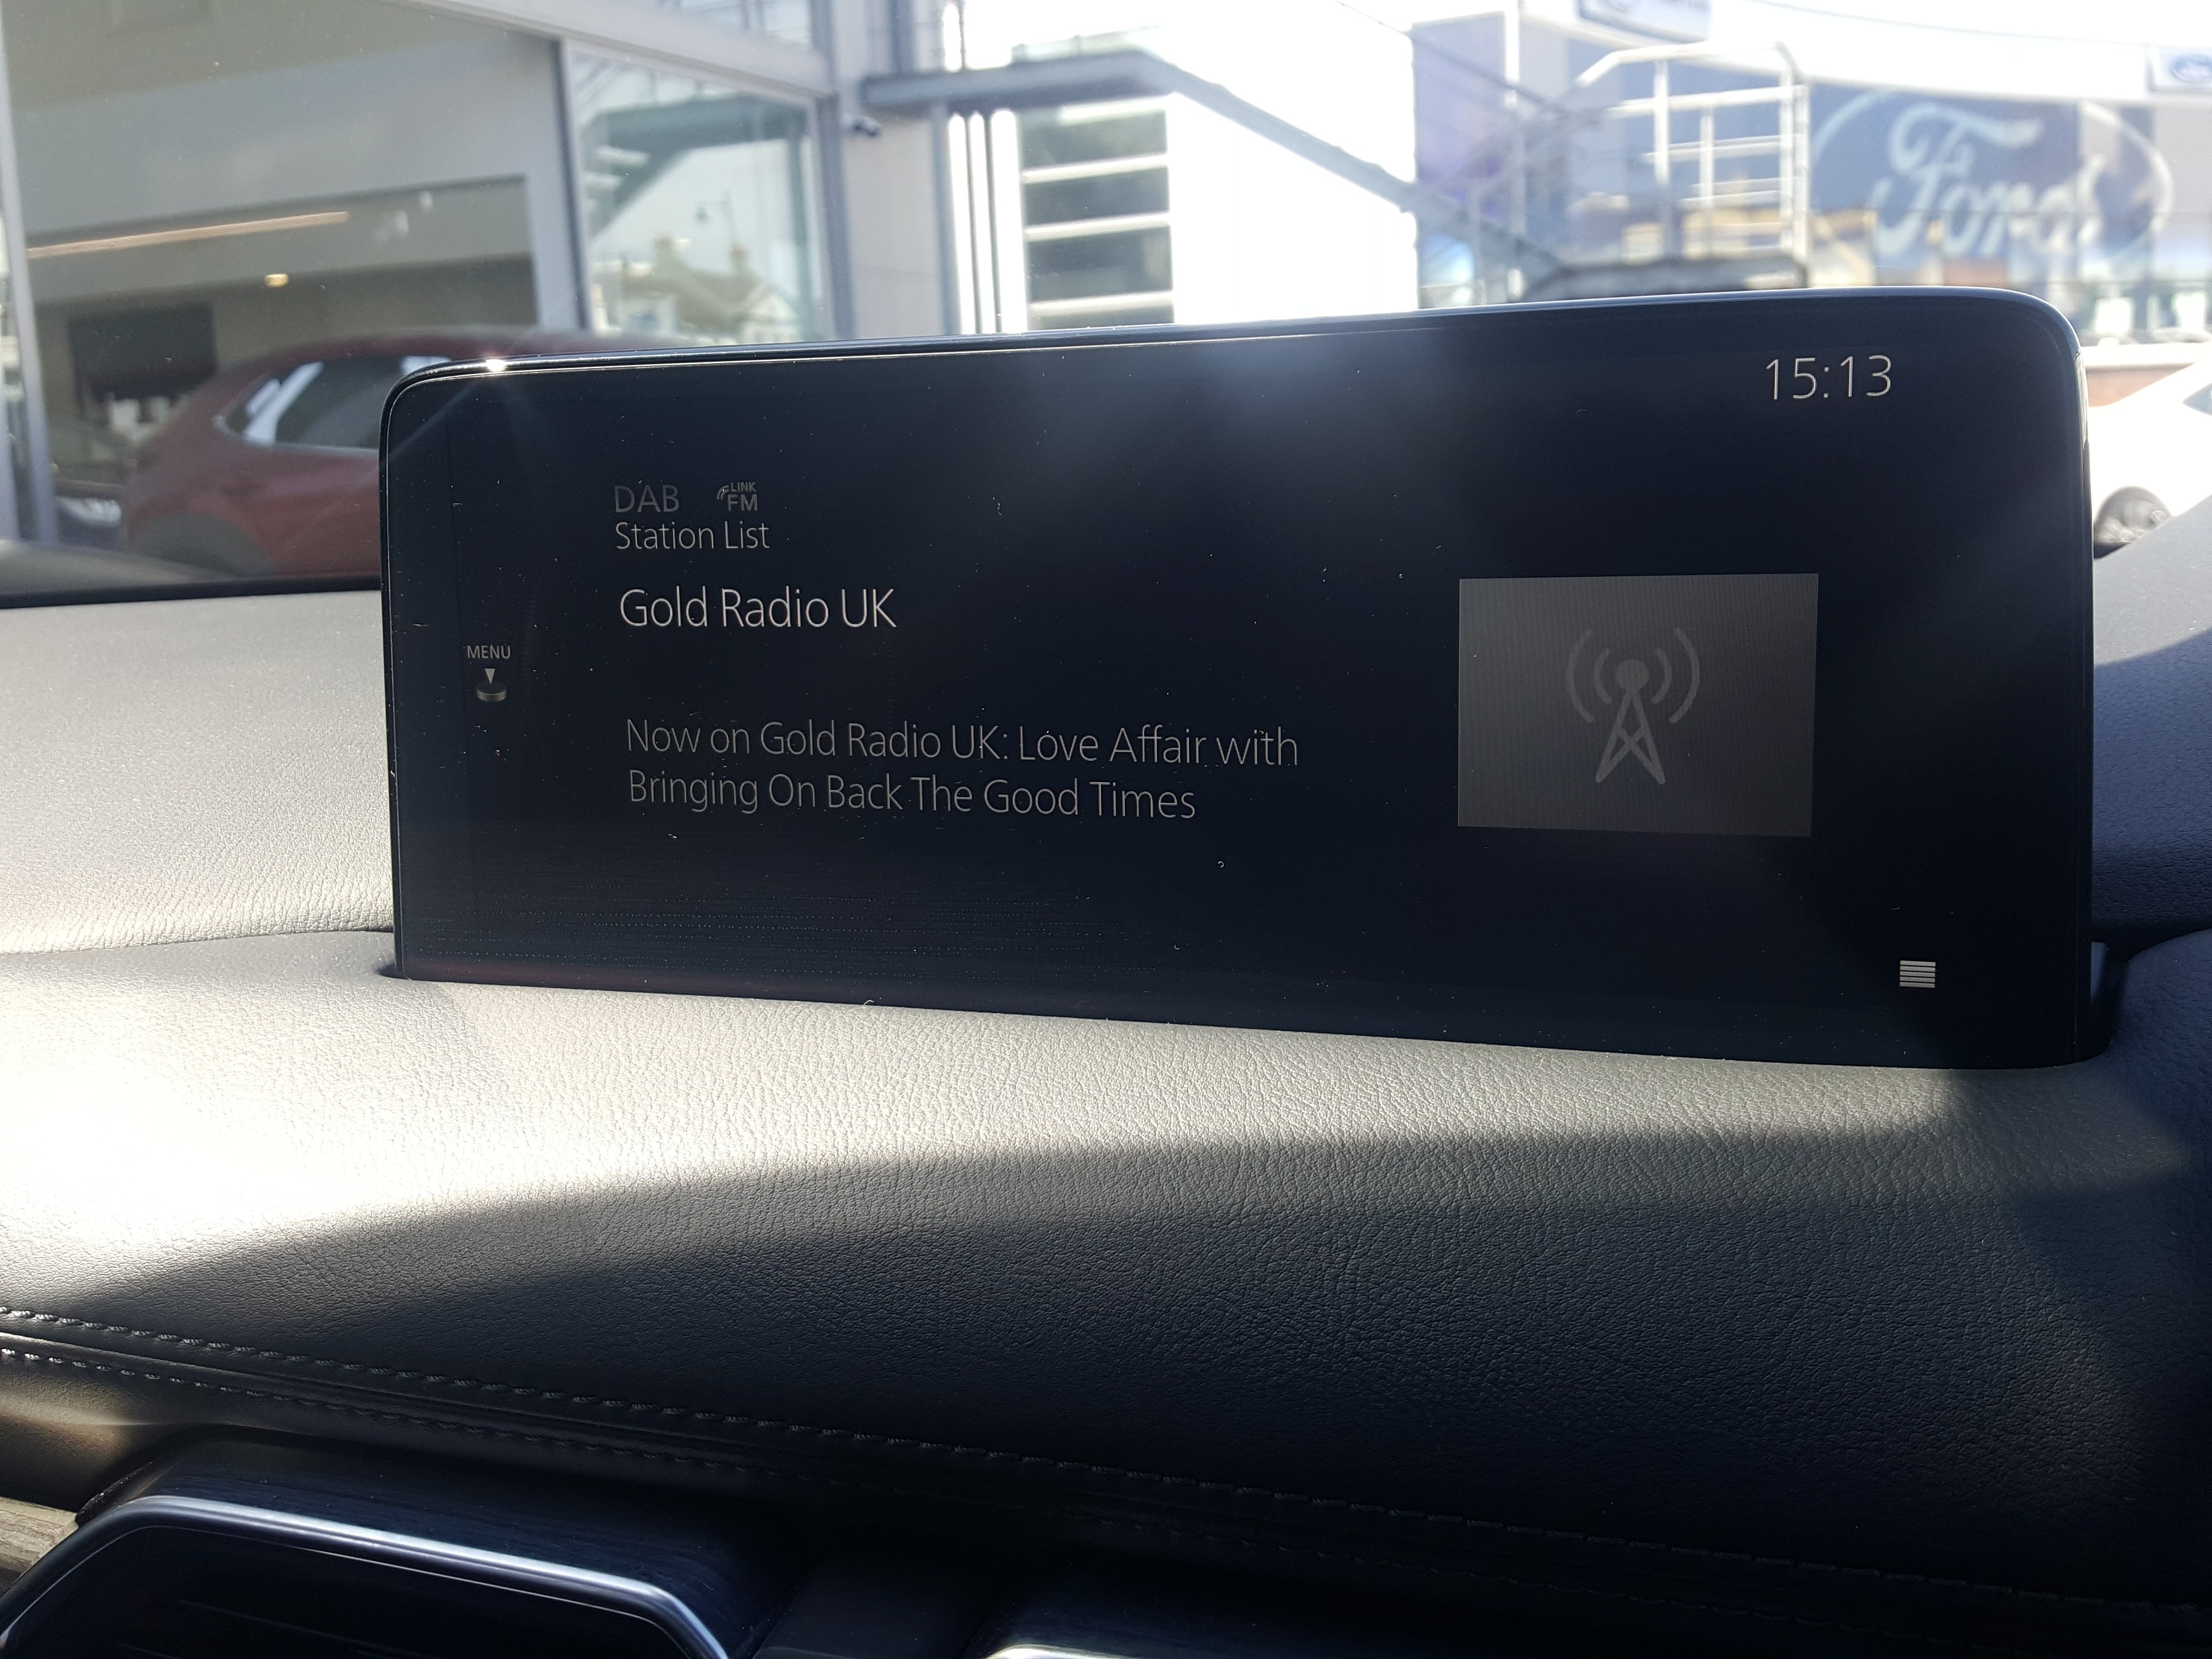 Ford
15:13
DAB LINK FM
Station List
Gold Radio UK
MENU
Now on Gold Radio UK: Love Affair with
Bringing On Back The Good Times